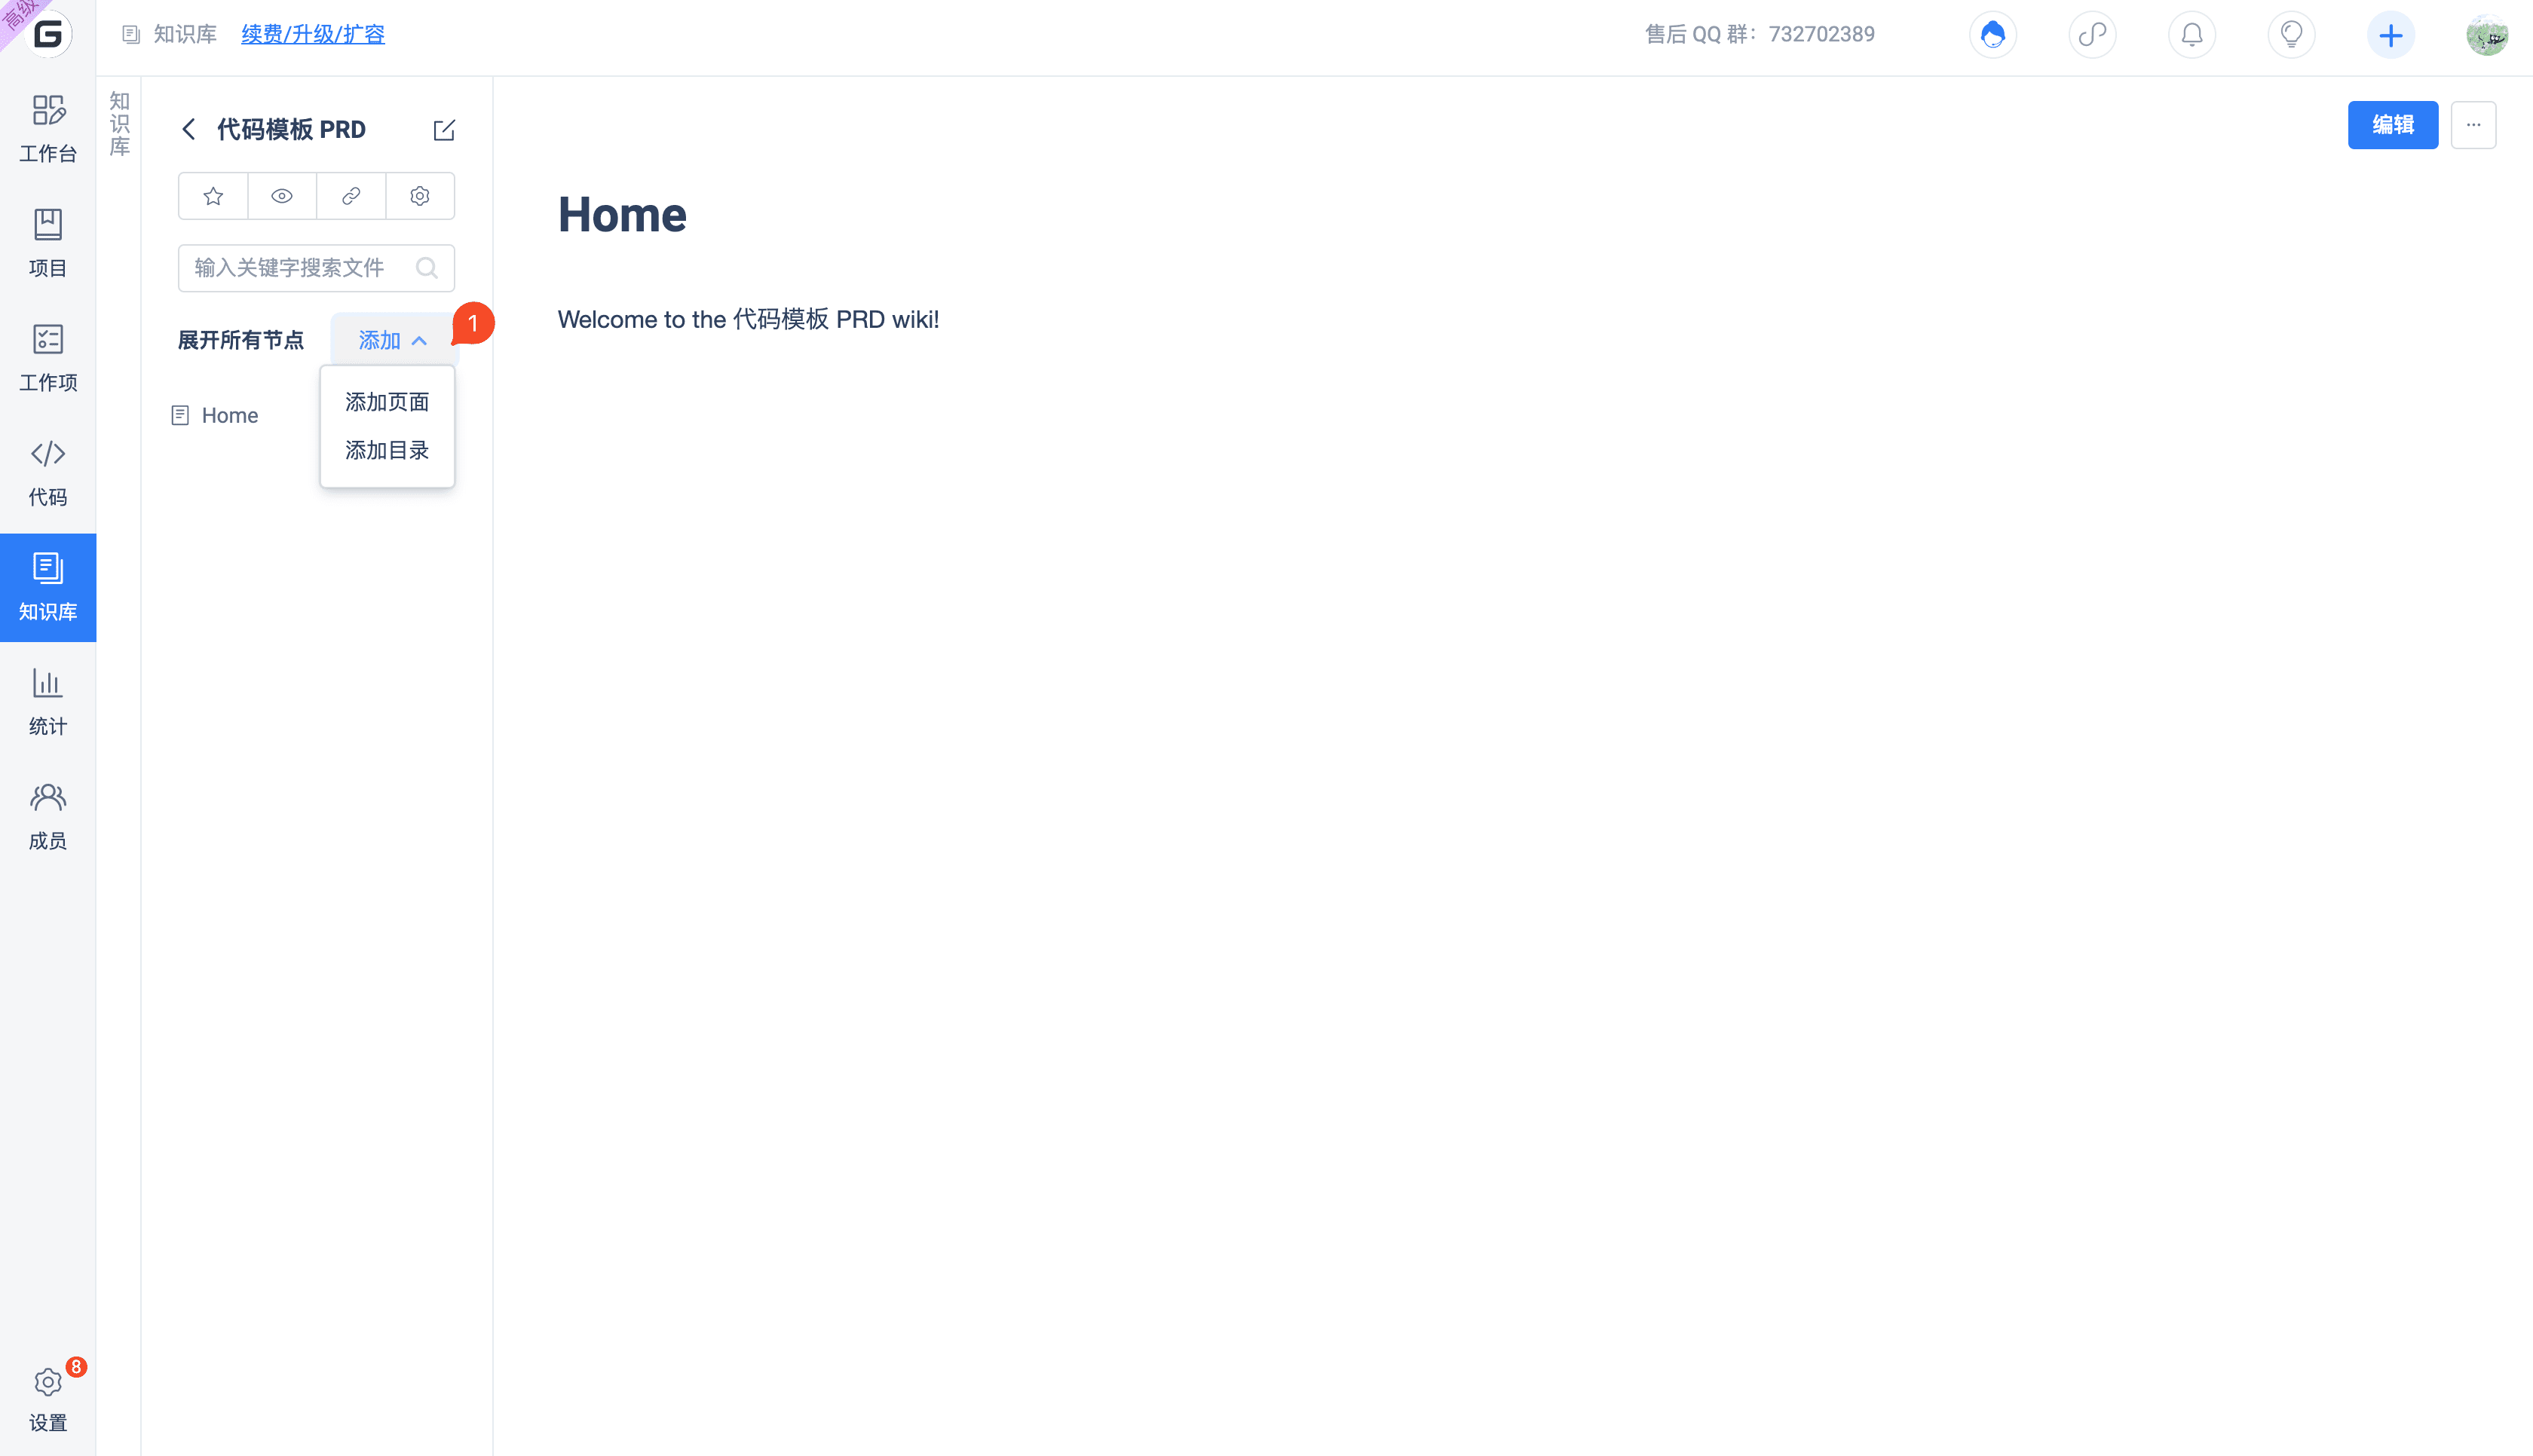 高级
知识库 续费/升级/扩容 售后 QQ 群：732702389
工作台
项目
工作项
代码
知识库
统计
成员
8
设置
知识库
代码模板 PRD
输入关键字搜索文件
展开所有节点 添加 1
添加页面
添加目录
Home
编辑 ...
Home
Welcome to the 代码模板 PRD wiki!